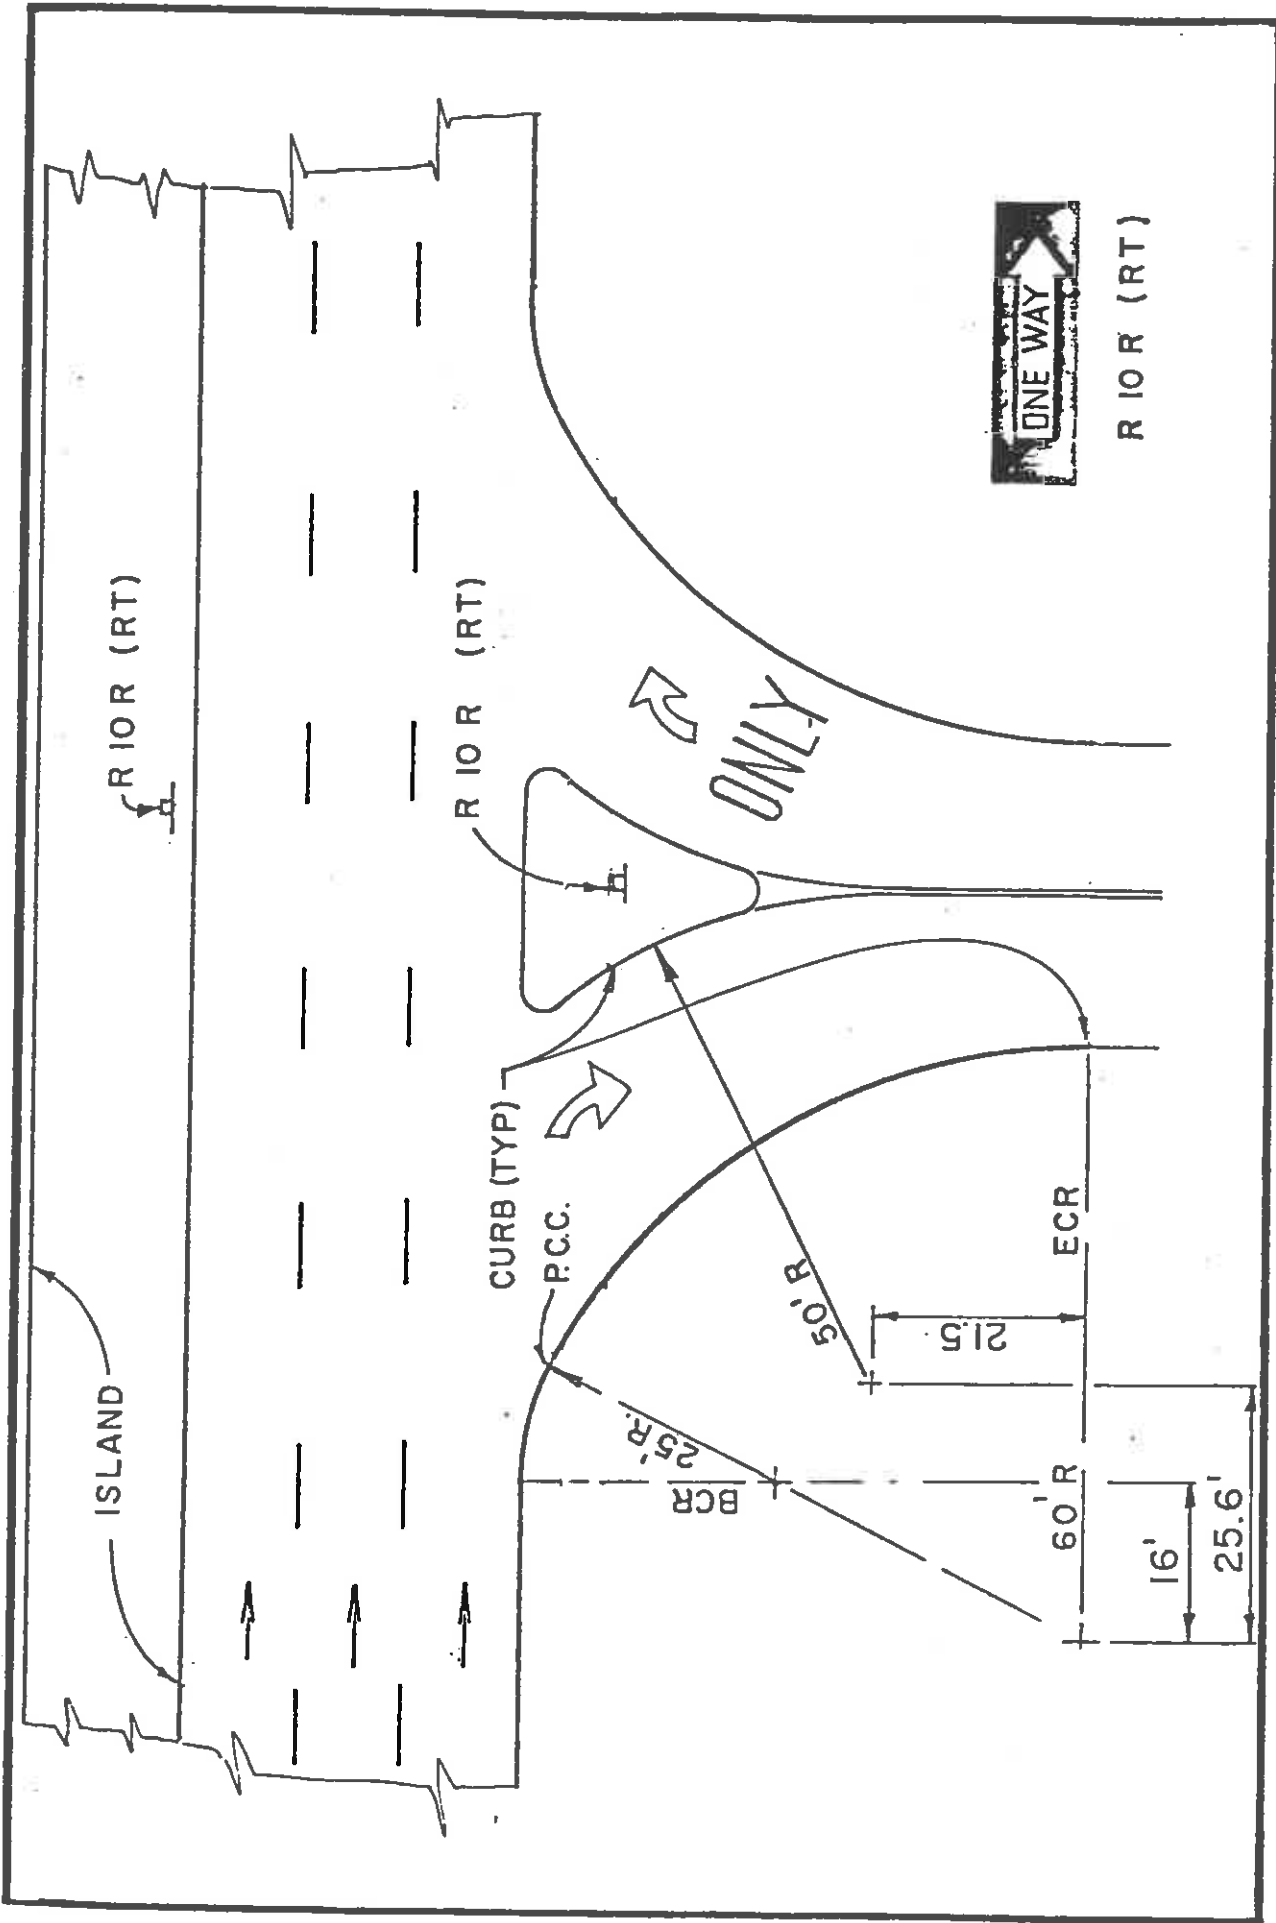 ISLAND
R 10 R (RT)
R 10 R (RT)
CURB (TYP)
P.C.C.
ONLY
25' R.
50' R
BCR
21.5
ECR
60' R
16'
25.6'
ONE WAY
R 10 R (RT)